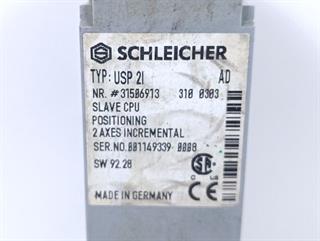 SCHLEICHER
TYP: USP 2I AD
NR. #31506913 310 0303
SLAVE CPU
POSITIONING
2 AXES INCREMENTAL
SER.NO.001149339-0008
SW 92.28
MADE IN GERMANY